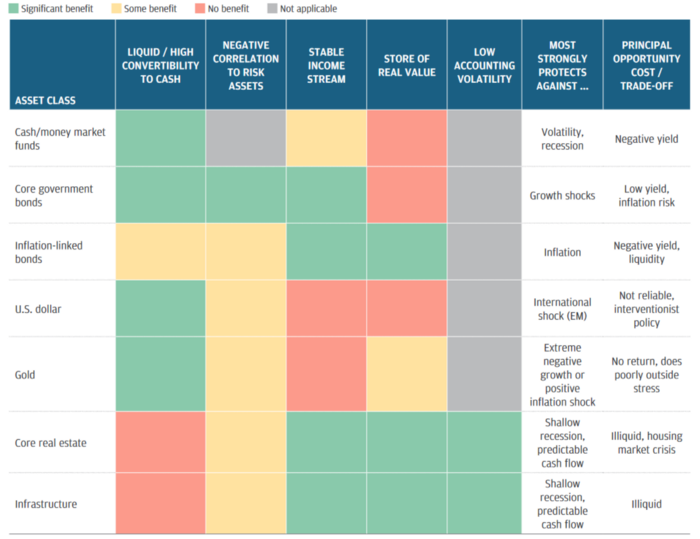 Significant benefit
Some benefit
No benefit
Not applicable
ASSET CLASS
LIQUID / HIGH
CONVERTIBILITY
TO CASH
NEGATIVE
CORRELATION
TO RISK
ASSETS
STABLE
INCOME
STREAM
STORE OF
REAL VALUE
LOW
ACCOUNTING
VOLATILITY
MOST
STRONGLY
PROTECTS
AGAINST ...
PRINCIPAL
OPPORTUNITY
COST /
TRADE-OFF
Cash/money market
funds
Volatility,
recession
Negative yield
Core government
bonds
Growth shocks
Low yield,
inflation risk
Inflation-linked
bonds
Inflation
Negative yield,
liquidity
U.S. dollar
International
shock (EM)
Not reliable,
interventionist
policy
Gold
Extreme
negative
growth or
positive
inflation shock
No return, does
poorly outside
stress
Core real estate
Shallow
recession,
predictable
cash flow
Illiquid, housing
market crisis
Infrastructure
Shallow
recession,
predictable
cash flow
Illiquid